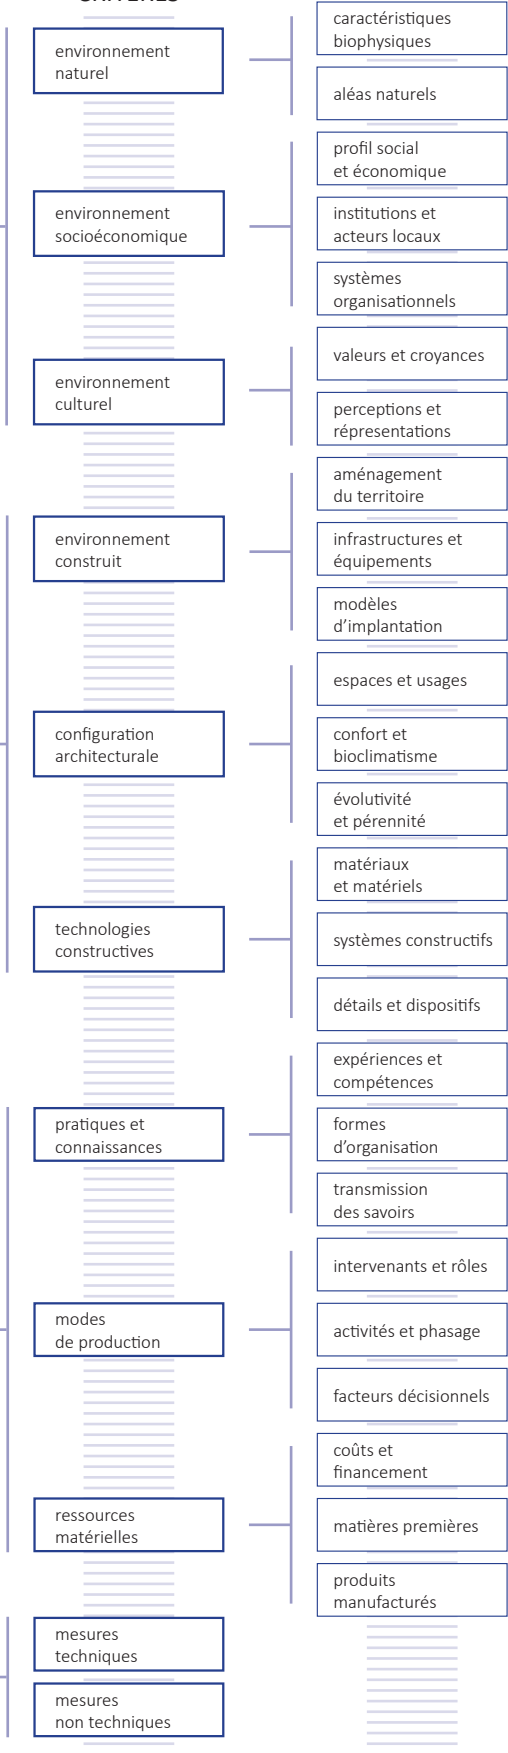 CRITÈRES
environnement
naturel
caractéristiques
biophysiques
aléas naturels
environnement
socioéconomique
profil social
et économique
institutions et
acteurs locaux
systèmes
organisationnels
environnement
culturel
valeurs et croyances
perceptions et
répresentations
environnement
construit
aménagement
du territoire
infrastructures et
équipements
modèles
d’implantation
configuration
architecturale
espaces et usages
confort et
bioclimatisme
évolutivité
et pérennité
technologies
constructives
matériaux
et matériels
systèmes constructifs
détails et dispositifs
pratiques et
connaissances
expériences et
compétences
formes
d’organisation
transmission
des savoirs
modes
de production
intervenants et rôles
activités et phasage
facteurs décisionnels
ressources
matérielles
coûts et
financement
matières premières
produits
manufacturés
mesures
techniques
mesures
non techniques